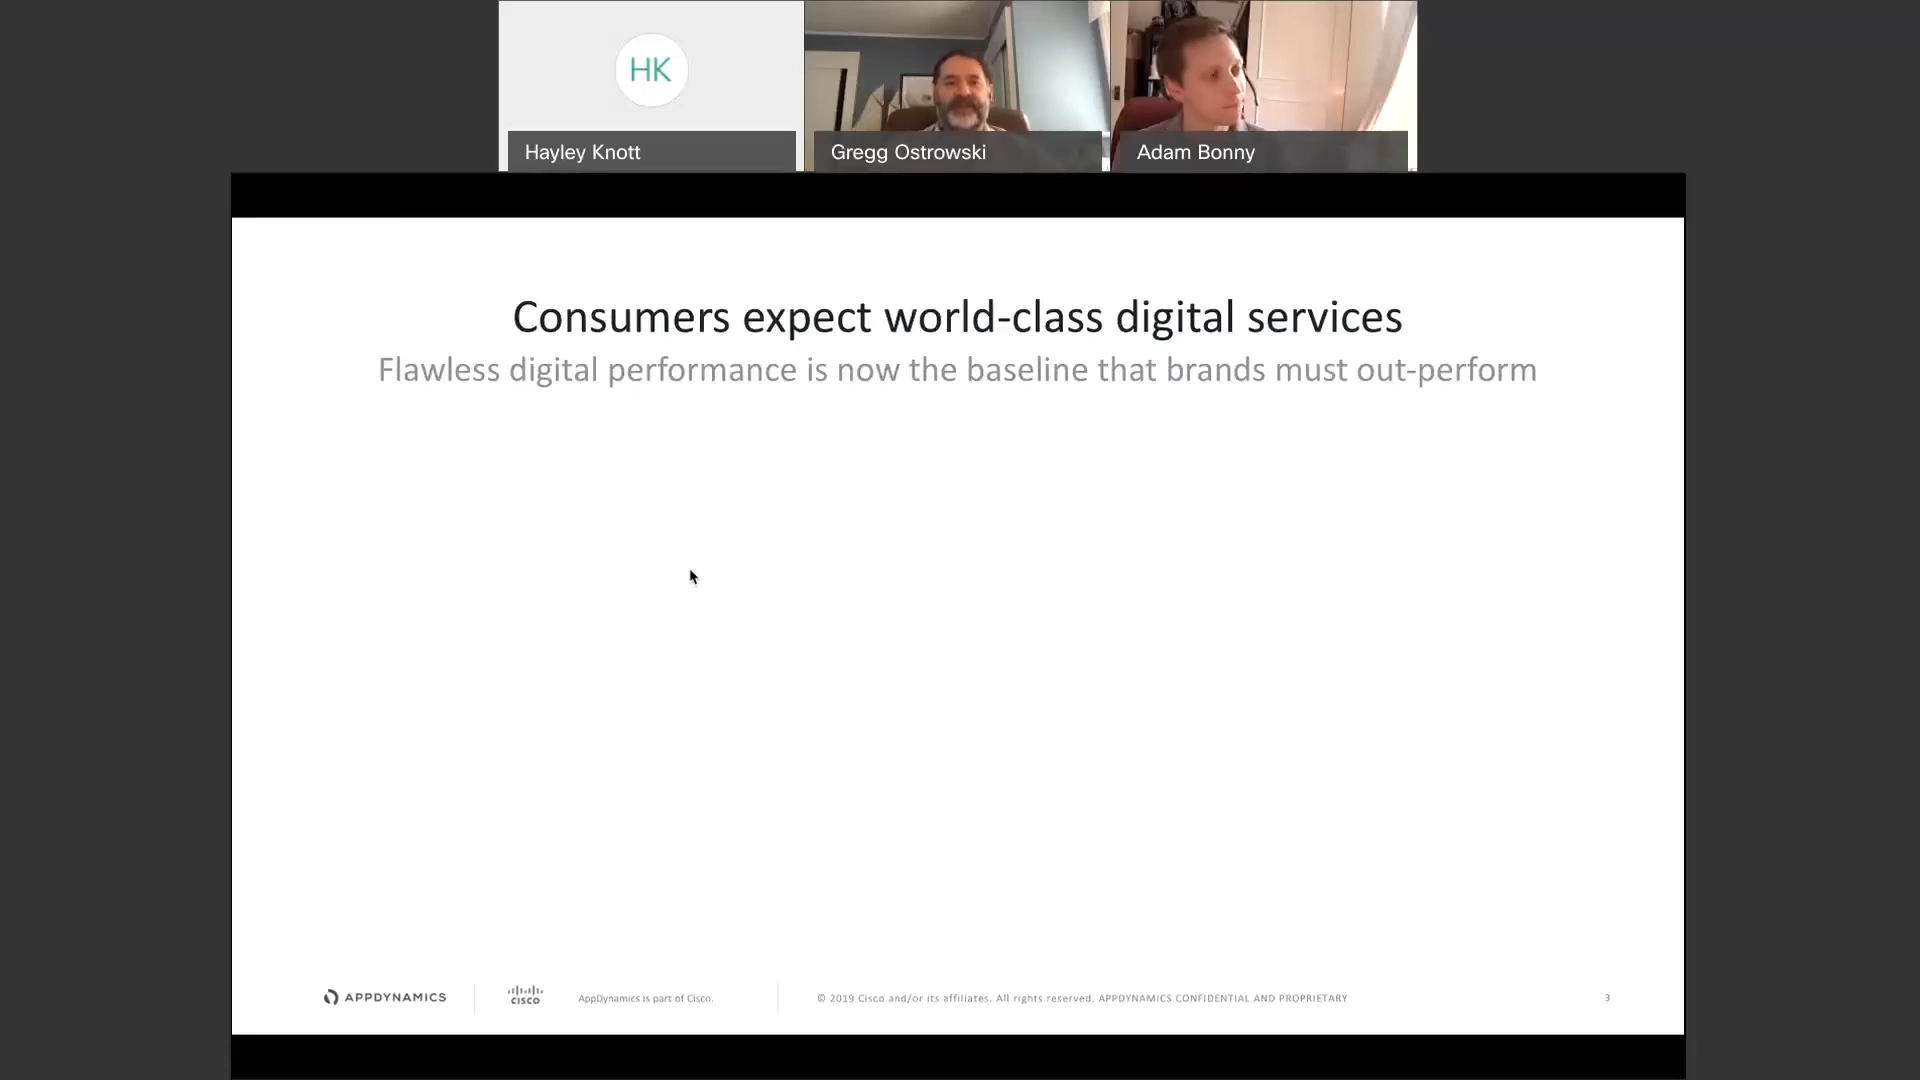 HK
Hayley Knott
Gregg Ostrowski
Adam Bonny
Consumers expect world-class digital services
Flawless digital performance is now the baseline that brands must out-perform
APPDYNAMICS
CISCO
AppDynamics is part of Cisco.
© 2019 Cisco and/or its affiliates. All rights reserved. APPDYNAMICS CONFIDENTIAL AND PROPRIETARY
3